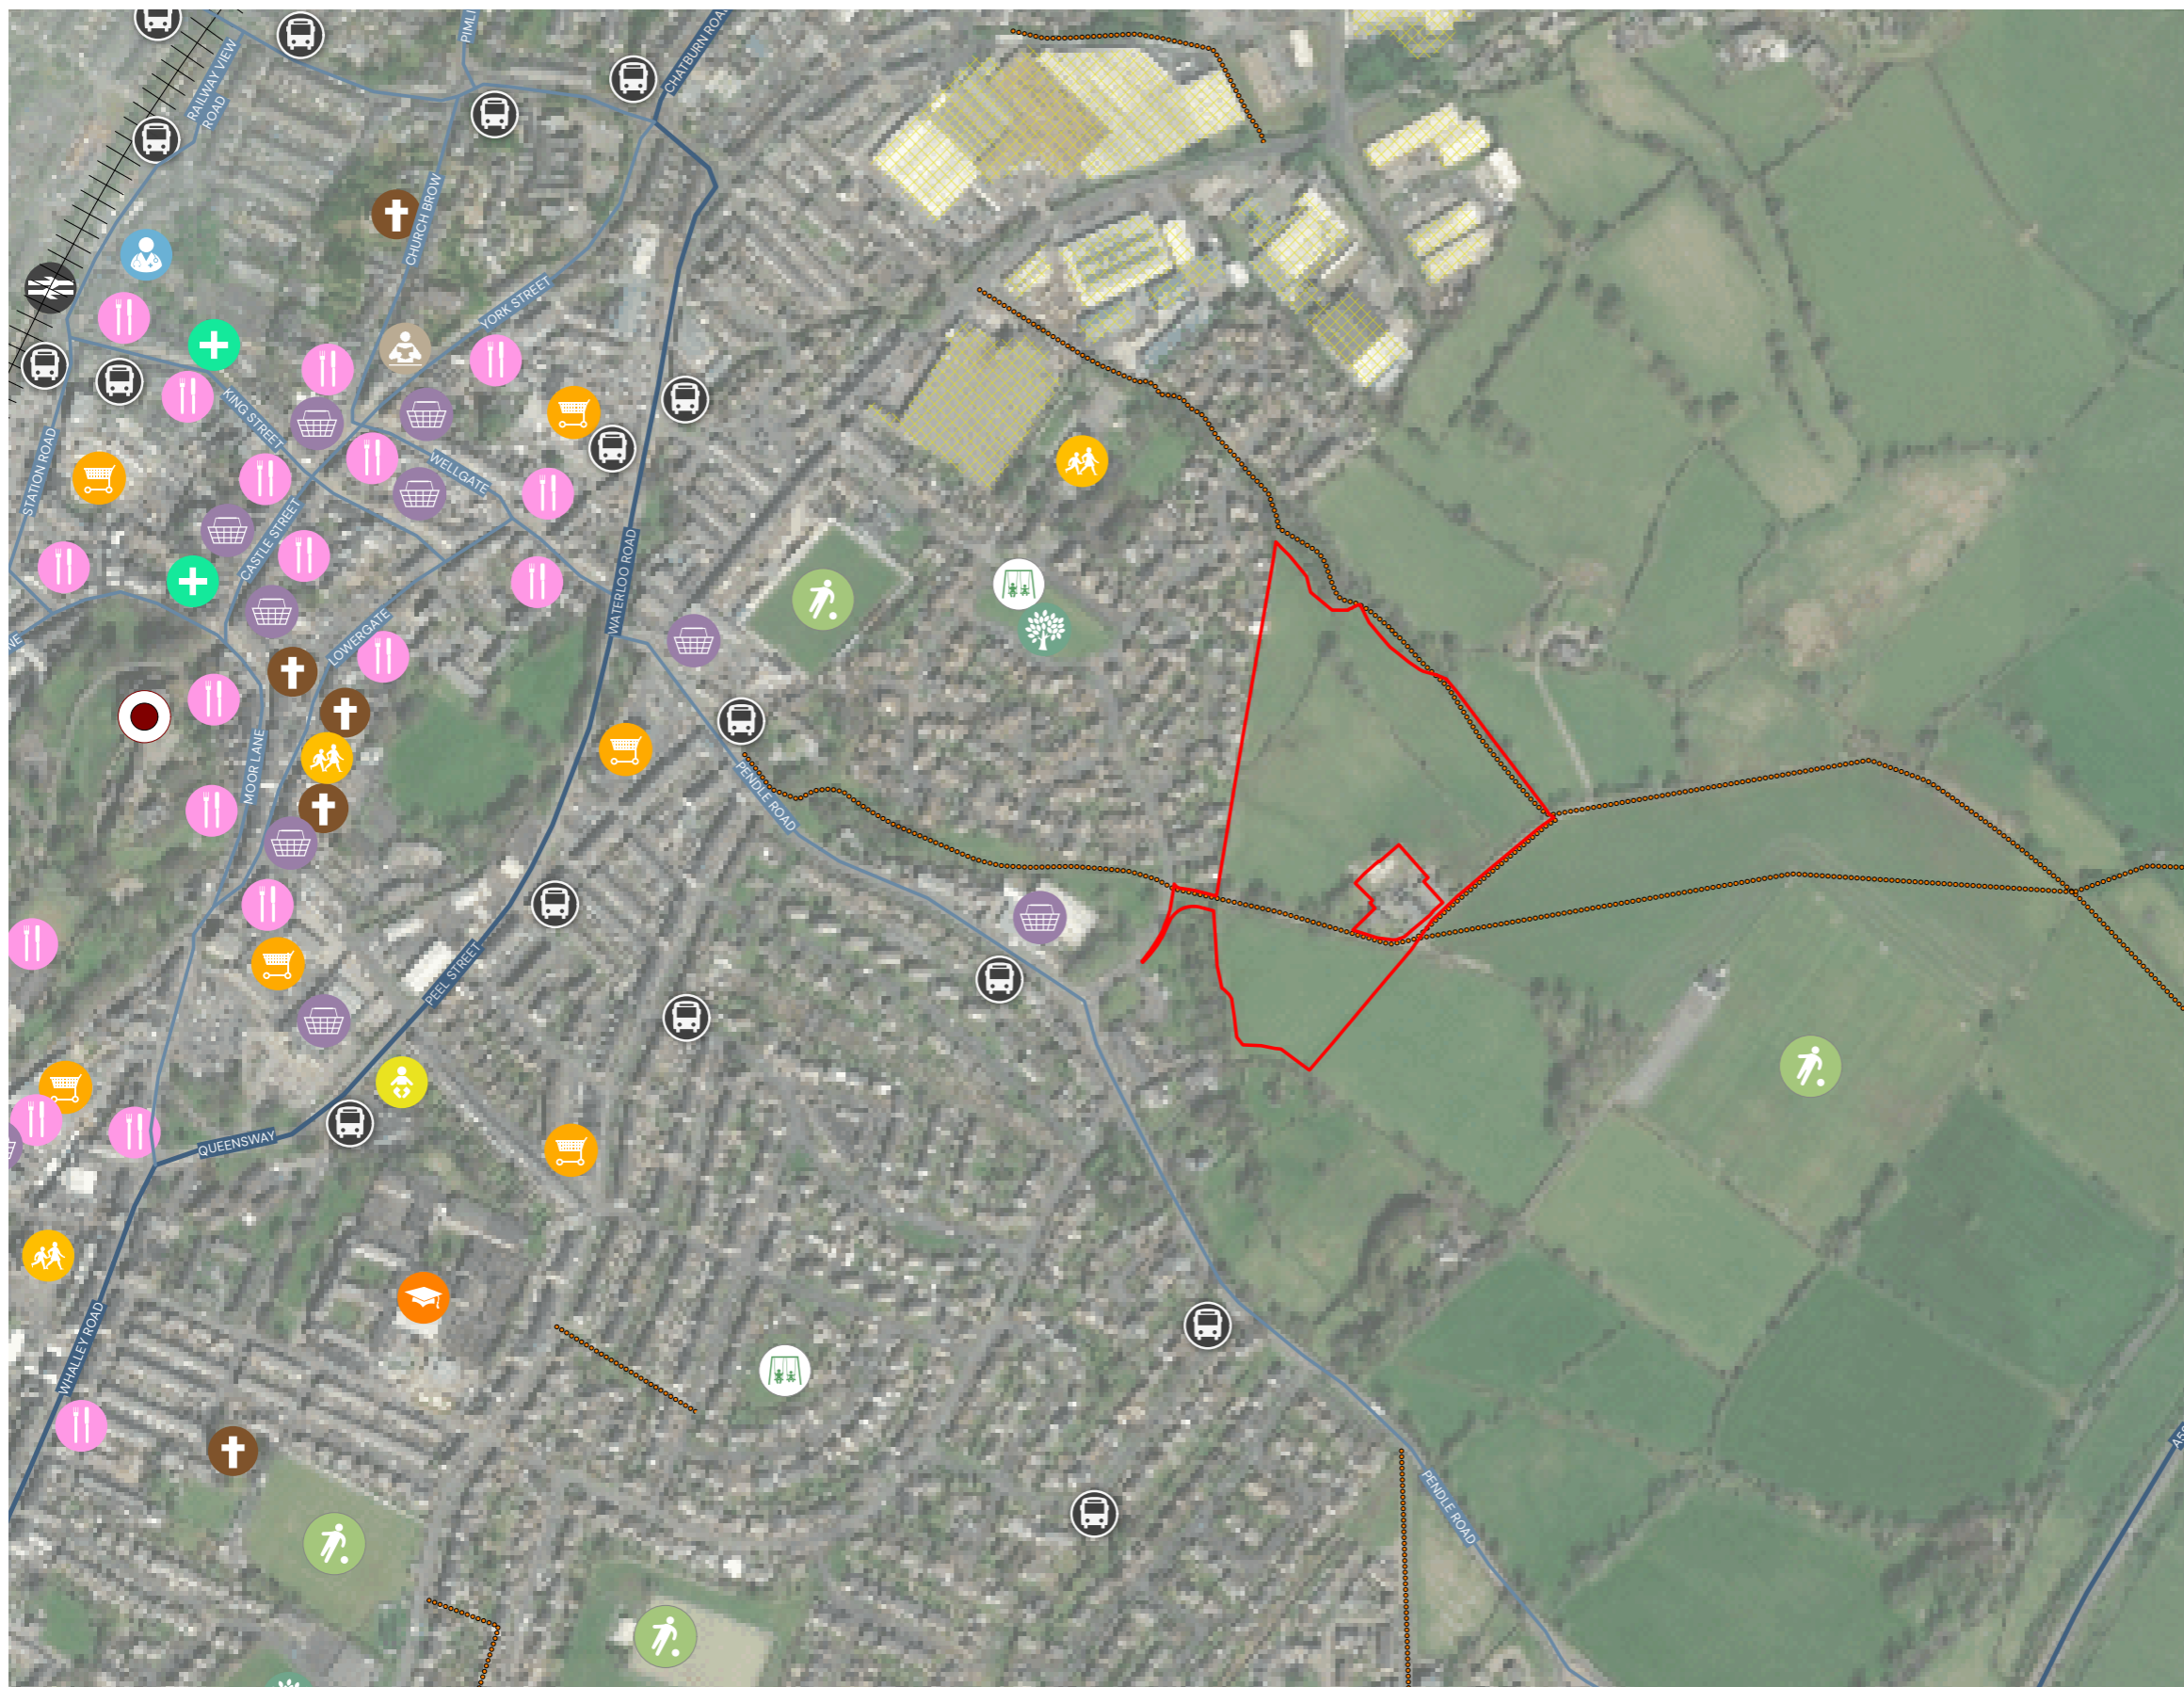 PIMLI
CHATBURN ROAD
RAILWAY VIEW
ROAD
CHURCH BROW
YORK STREET
KING STREET
WELLGATE
STATION ROAD
CASTLE STREET
WATERLOO ROAD
LOWERGATE
NE
MOOR LANE
PENDLE ROAD
PEEL STREET
QUEENSWAY
WHALLEY ROAD
PENDLE ROAD